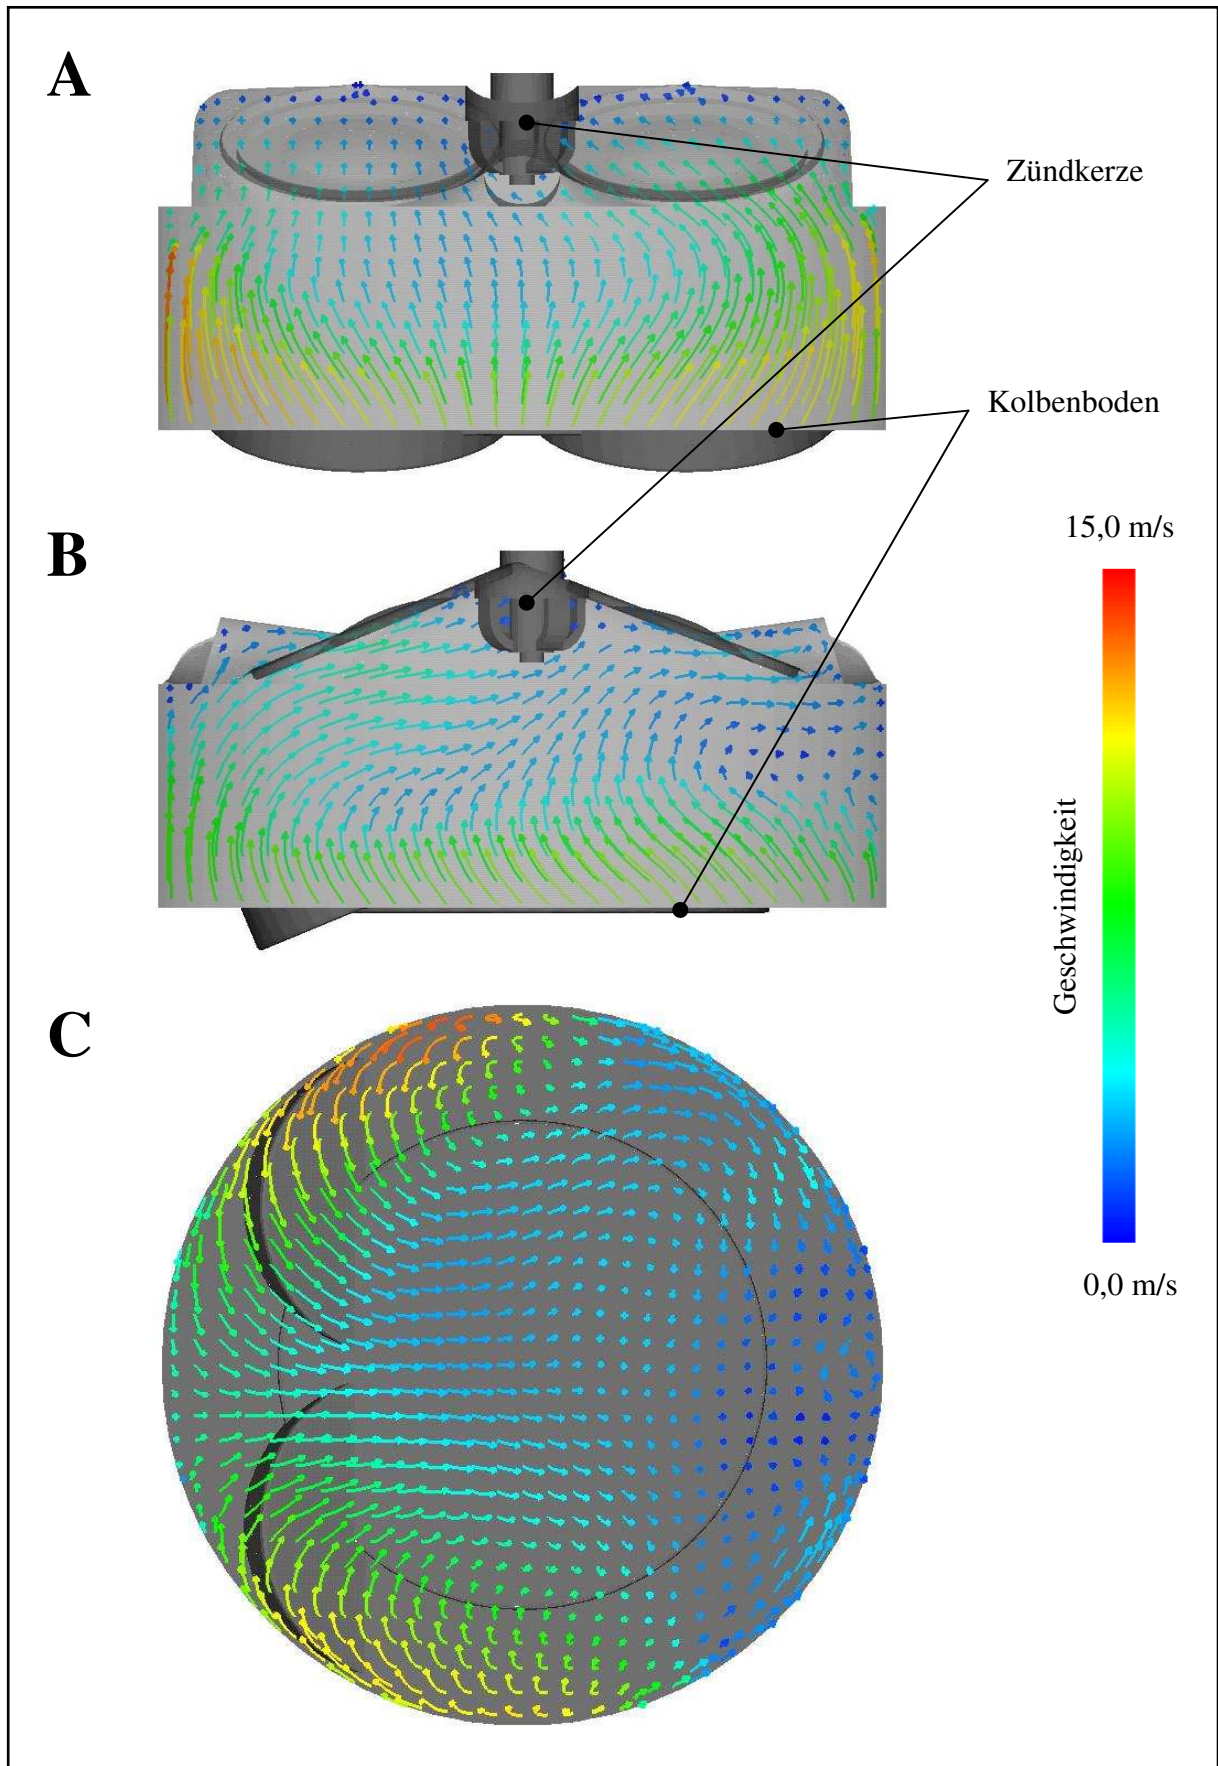 A
Zündkerze
Kolbenboden
B
15,0 m/s
Geschwindigkeit
C
0,0 m/s